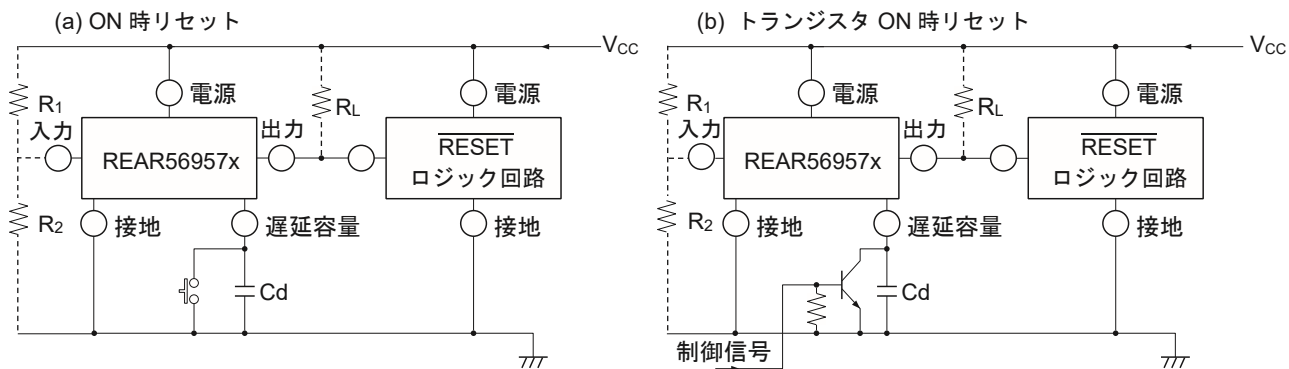 (a) ON 時リセット
VCC
R1
電源
RL
電源
入力
出力
REAR56957x
RESET
ロジック回路
R2
接地
遅延容量
接地
Cd
(b) トランジスタ ON 時リセット
VCC
R1
電源
RL
電源
入力
出力
REAR56957x
RESET
ロジック回路
R2
接地
遅延容量
接地
Cd
制御信号